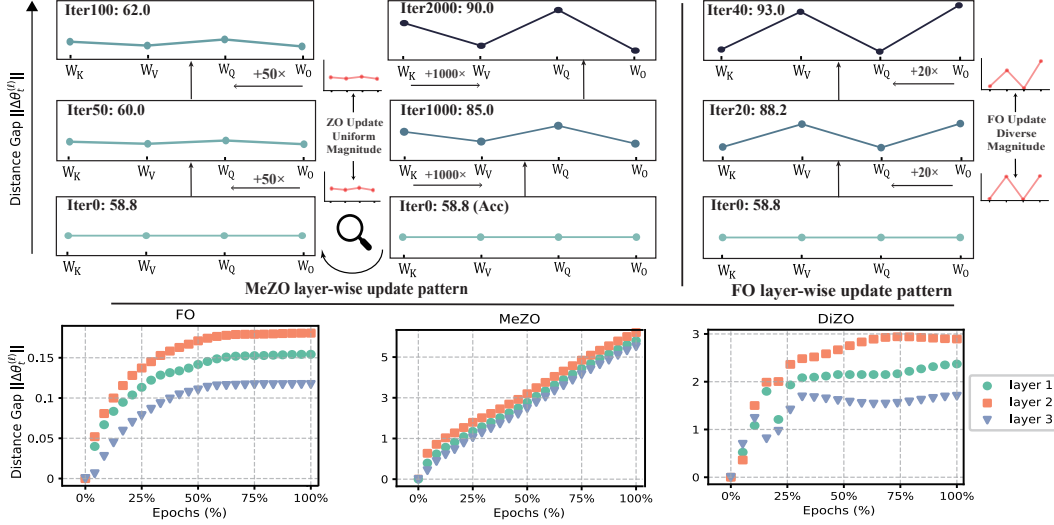 Distance Gap ||Δθ_t^(l)||
Iter100: 62.0
W_K W_V W_Q W_O
+50×
Iter50: 60.0
W_K W_V W_Q W_O
+50×
Iter0: 58.8
W_K W_V W_Q W_O
ZO Update
Uniform
Magnitude
Iter2000: 90.0
W_K W_V W_Q W_O
+1000×
Iter1000: 85.0
W_K W_V W_Q W_O
+1000×
Iter0: 58.8 (Acc)
W_K W_V W_Q W_O
MeZO layer-wise update pattern
Iter40: 93.0
W_K W_V W_Q W_O
+20×
Iter20: 88.2
W_K W_V W_Q W_O
+20×
Iter0: 58.8
W_K W_V W_Q W_O
FO Update
Diverse
Magnitude
FO layer-wise update pattern
FO
Distance Gap ||Δθ_t^(l)||
0.15
0.1
0.05
0
0% 25% 50% 75% 100%
Epochs (%)
MeZO
5
3
1
0
0% 25% 50% 75% 100%
Epochs (%)
DiZO
3
2
1
0
0% 25% 50% 75% 100%
Epochs (%)
layer 1
layer 2
layer 3